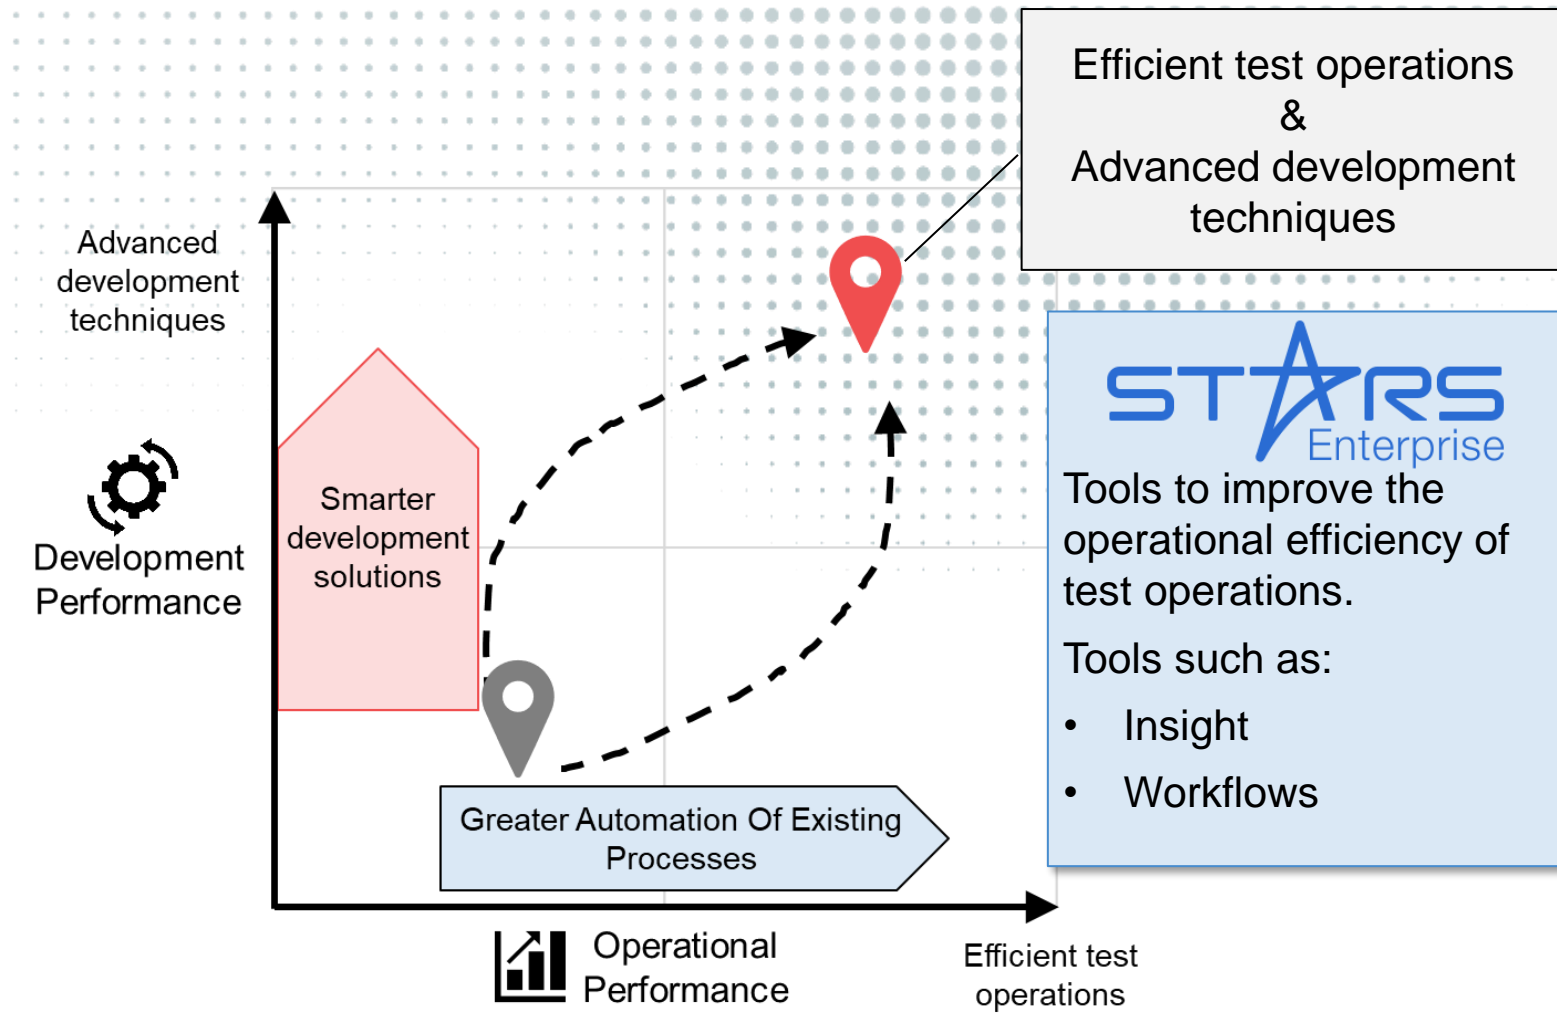 Efficient test operations
&
Advanced development
techniques
Advanced
development
techniques
STARS
Enterprise
Tools to improve the
operational efficiency of
test operations.
Tools such as:
• Insight
• Workflows
Smarter
development
solutions
Development
Performance
Greater Automation Of Existing
Processes
Operational
Performance
Efficient test
operations